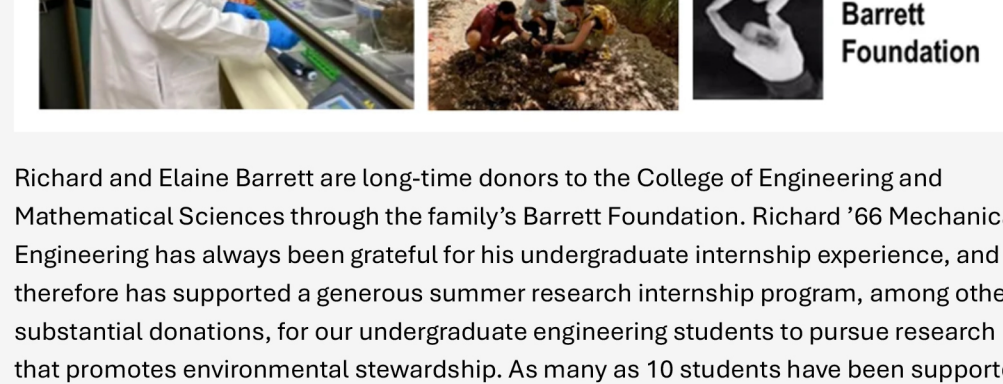 Barrett
Foundation
Richard and Elaine Barrett are long-time donors to the College of Engineering and
Mathematical Sciences through the family’s Barrett Foundation. Richard ’66 Mechanic
Engineering has always been grateful for his undergraduate internship experience, and
therefore has supported a generous summer research internship program, among othe
substantial donations, for our undergraduate engineering students to pursue research
that promotes environmental stewardship. As many as 10 students have been support